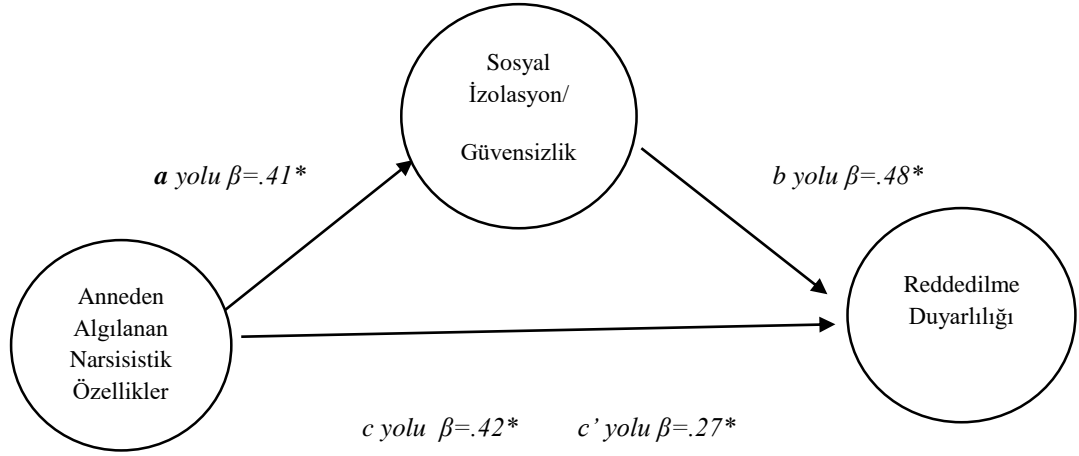 Sosyal
İzolasyon/
Güvensizlik
a yolu β=.41*
b yolu β=.48*
Anneden
Algılanan
Narsisistik
Özellikler
Reddedilme
Duyarlılığı
c yolu β=.42*
c’ yolu β=.27*